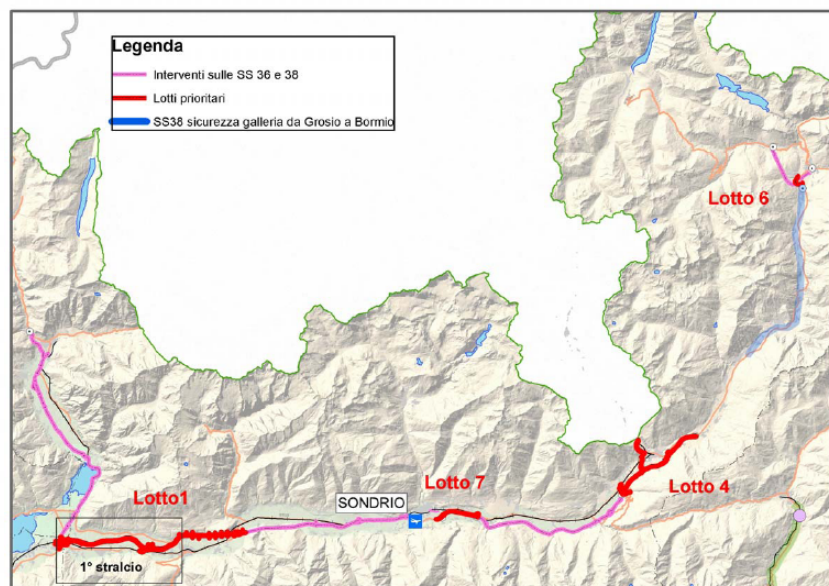 Legenda
Interventi sulle SS 36 e 38
Lotti prioritari
SS38 sicurezza galleria da Grosio a Bormio
Lotto 6
Lotto1
Lotto 7
SONDRIO
Lotto 4
1° stralcio